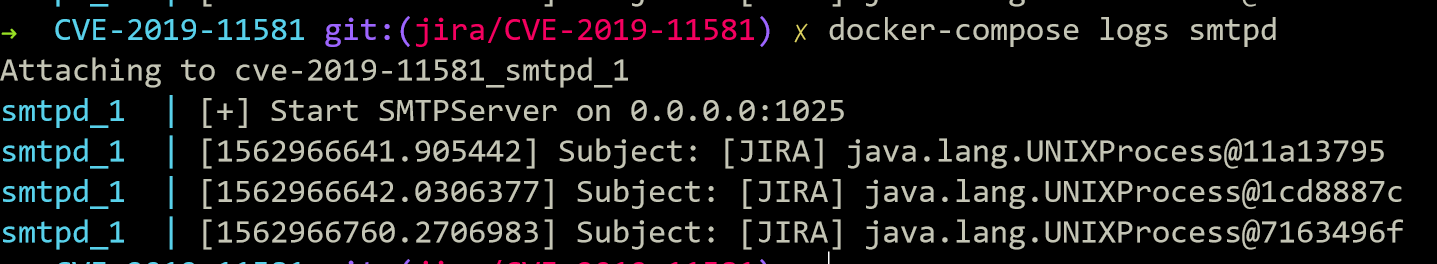 → CVE-2019-11581 git:(jira/CVE-2019-11581) ✗ docker-compose logs smtpd
Attaching to cve-2019-11581_smtpd_1
smtpd_1 | [+] Start SMTPServer on 0.0.0.0:1025
smtpd_1 | [1562966641.905442] Subject: [JIRA] java.lang.UNIXProcess@11a13795
smtpd_1 | [1562966642.0306377] Subject: [JIRA] java.lang.UNIXProcess@1cd8887c
smtpd_1 | [1562966760.2706983] Subject: [JIRA] java.lang.UNIXProcess@7163496f